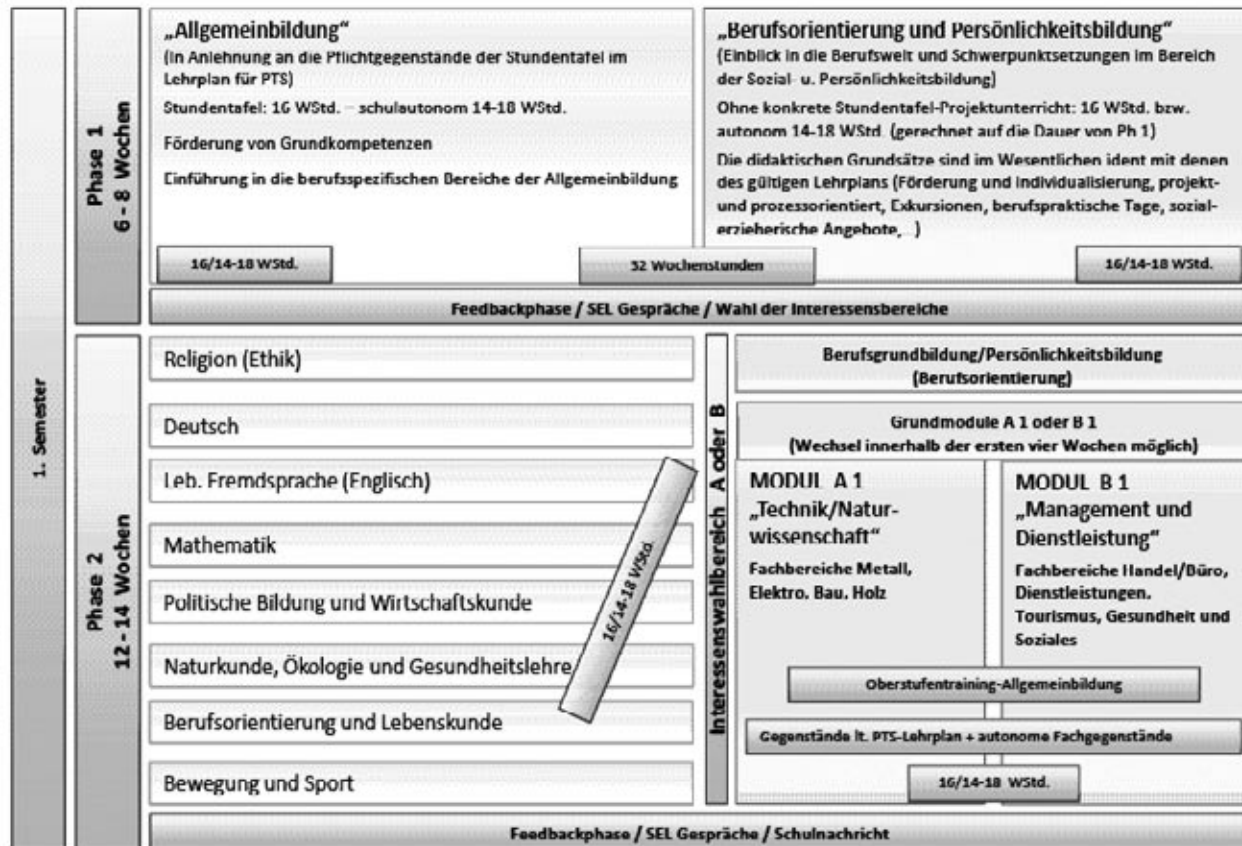 1. Semester
Phase 1
6 - 8 Wochen
„Allgemeinbildung“
(In Anlehnung an die Pflichtgegenstände der Stundentafel im
Lehrplan für PTS)
Stundentafel: 16 WStd. – schulautonom 14-18 WStd.
Förderung von Grundkompetenzen
Einführung in die berufsspezifischen Bereiche der Allgemeinbildung
16/14-18 WStd.
„Berufsorientierung und Persönlichkeitsbildung“
(Einblick in die Berufswelt und Schwerpunktsetzungen im Bereich
der Sozial- u. Persönlichkeitsbildung)
Ohne konkrete Stundentafel-Projektunterricht: 16 WStd. bzw.
autonom 14-18 WStd. (gerechnet auf die Dauer von Ph 1)
Die didaktischen Grundsätze sind im Wesentlichen ident mit denen
des gültigen Lehrplans (Förderung und Individualisierung, projekt-
und prozessorientiert, Exkursionen, berufspraktische Tage, sozial-
erzieherische Angebote,...)
32 Wochenstunden
16/14-18 WStd.
Feedbackphase / SEL Gespräche / Wahl der Interessensbereiche
Phase 2
12 - 14 Wochen
Religion (Ethik)
Deutsch
Leb. Fremdsprache (Englisch)
Mathematik
Politische Bildung und Wirtschaftskunde
Naturkunde, Ökologie und Gesundheitslehre
Berufsorientierung und Lebenskunde
Bewegung und Sport
16/14-18 WStd.
Interessenswahlbereich A oder B
Berufsgrundbildung/Persönlichkeitsbildung
(Berufsorientierung)
Grundmodule A 1 oder B 1
(Wechsel innerhalb der ersten vier Wochen möglich)
MODUL A 1
„Technik/Natur-
wissenschaft“
Fachbereiche Metall,
Elektro. Bau. Holz
MODUL B 1
„Management und
Dienstleistung“
Fachbereiche Handel/Büro,
Dienstleistungen.
Tourismus, Gesundheit und
Soziales
Oberstufentraining-Allgemeinbildung
Gegenstände lt. PTS-Lehrplan + autonome Fachgegenstände
16/14-18 WStd.
Feedbackphase / SEL Gespräche / Schulnachricht